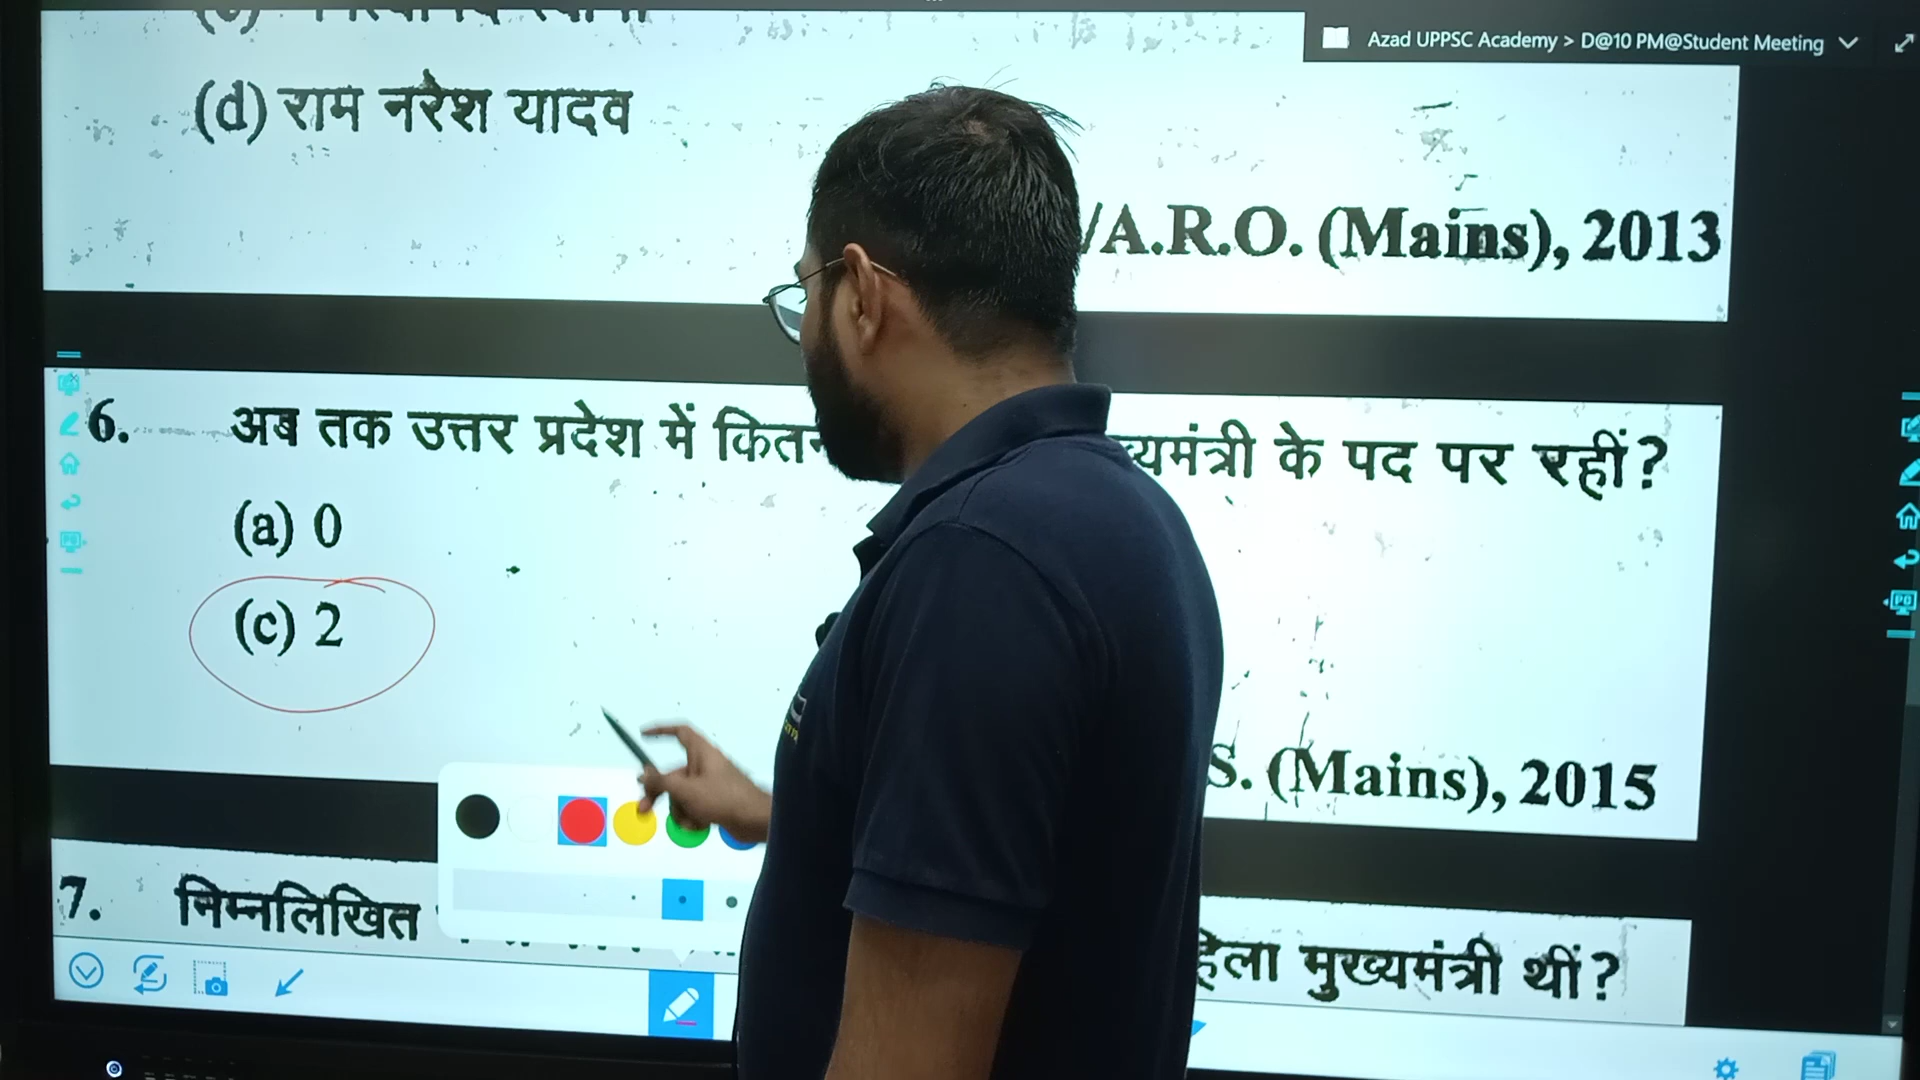 Azad UPPSC Academy > D@10 PM@Student Meeting
(d) राम नरेश यादव
/A.R.O. (Mains), 2013
6. अब तक उत्तर प्रदेश में के पद पर रहीं?
(a) 0
(c) 2
S. (Mains), 2015
7. निम्नलिखित मुख्यमंत्री थीं?